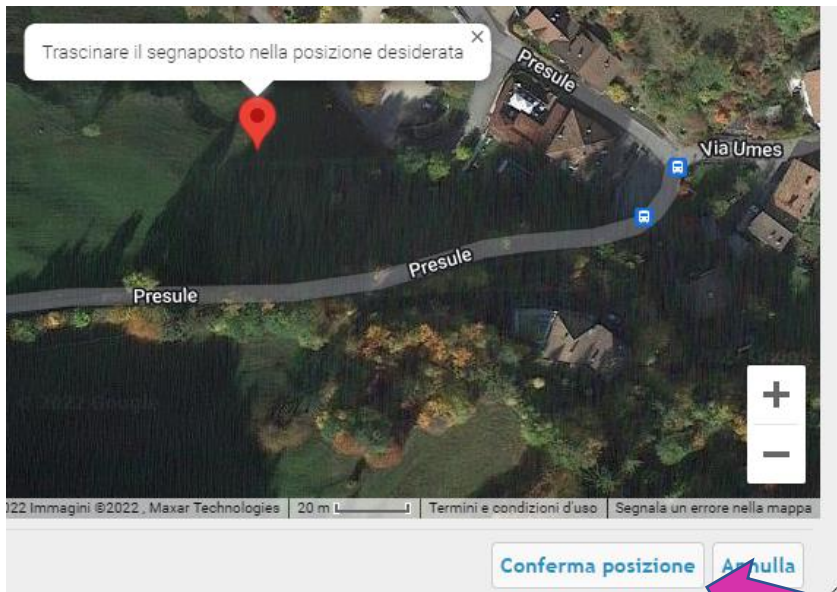 Trascinare il segnaposto nella posizione desiderata
×
Presule
Via Umes
Presule
Presule
+
−
022 Immagini ©2022 , Maxar Technologies
20 m
Termini e condizioni d'uso
Segnala un errore nella mappa
Conferma posizione
Annulla